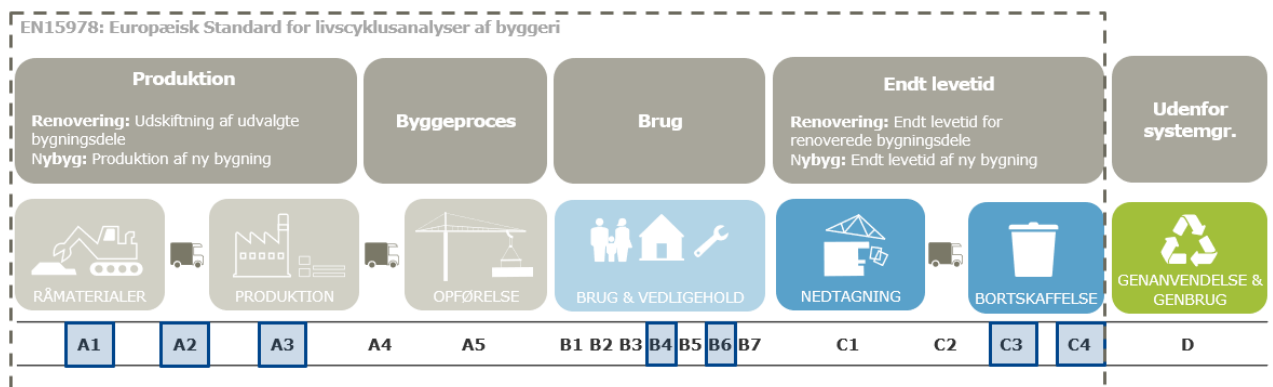 EN15978: Europæisk Standard for livscyklusanalyser af byggeri
Produktion
Renovering: Udskiftning af udvalgte
bygningsdele
Nybyg: Produktion af ny bygning
Byggeproces
Brug
Endt levetid
Renovering: Endt levetid for
renoverede bygningsdele
Nybyg: Endt levetid af ny bygning
Udenfor
systemgr.
RÅMATERIALER
PRODUKTION
OPFØRELSE
BRUG & VEDLIGEHOLD
NEDTAGNING
BORTSKAFFELSE
GENANVENDELSE &
GENBRUG
A1 A2 A3 A4 A5 B1 B2 B3 B4 B5 B6 B7 C1 C2 C3 C4 D